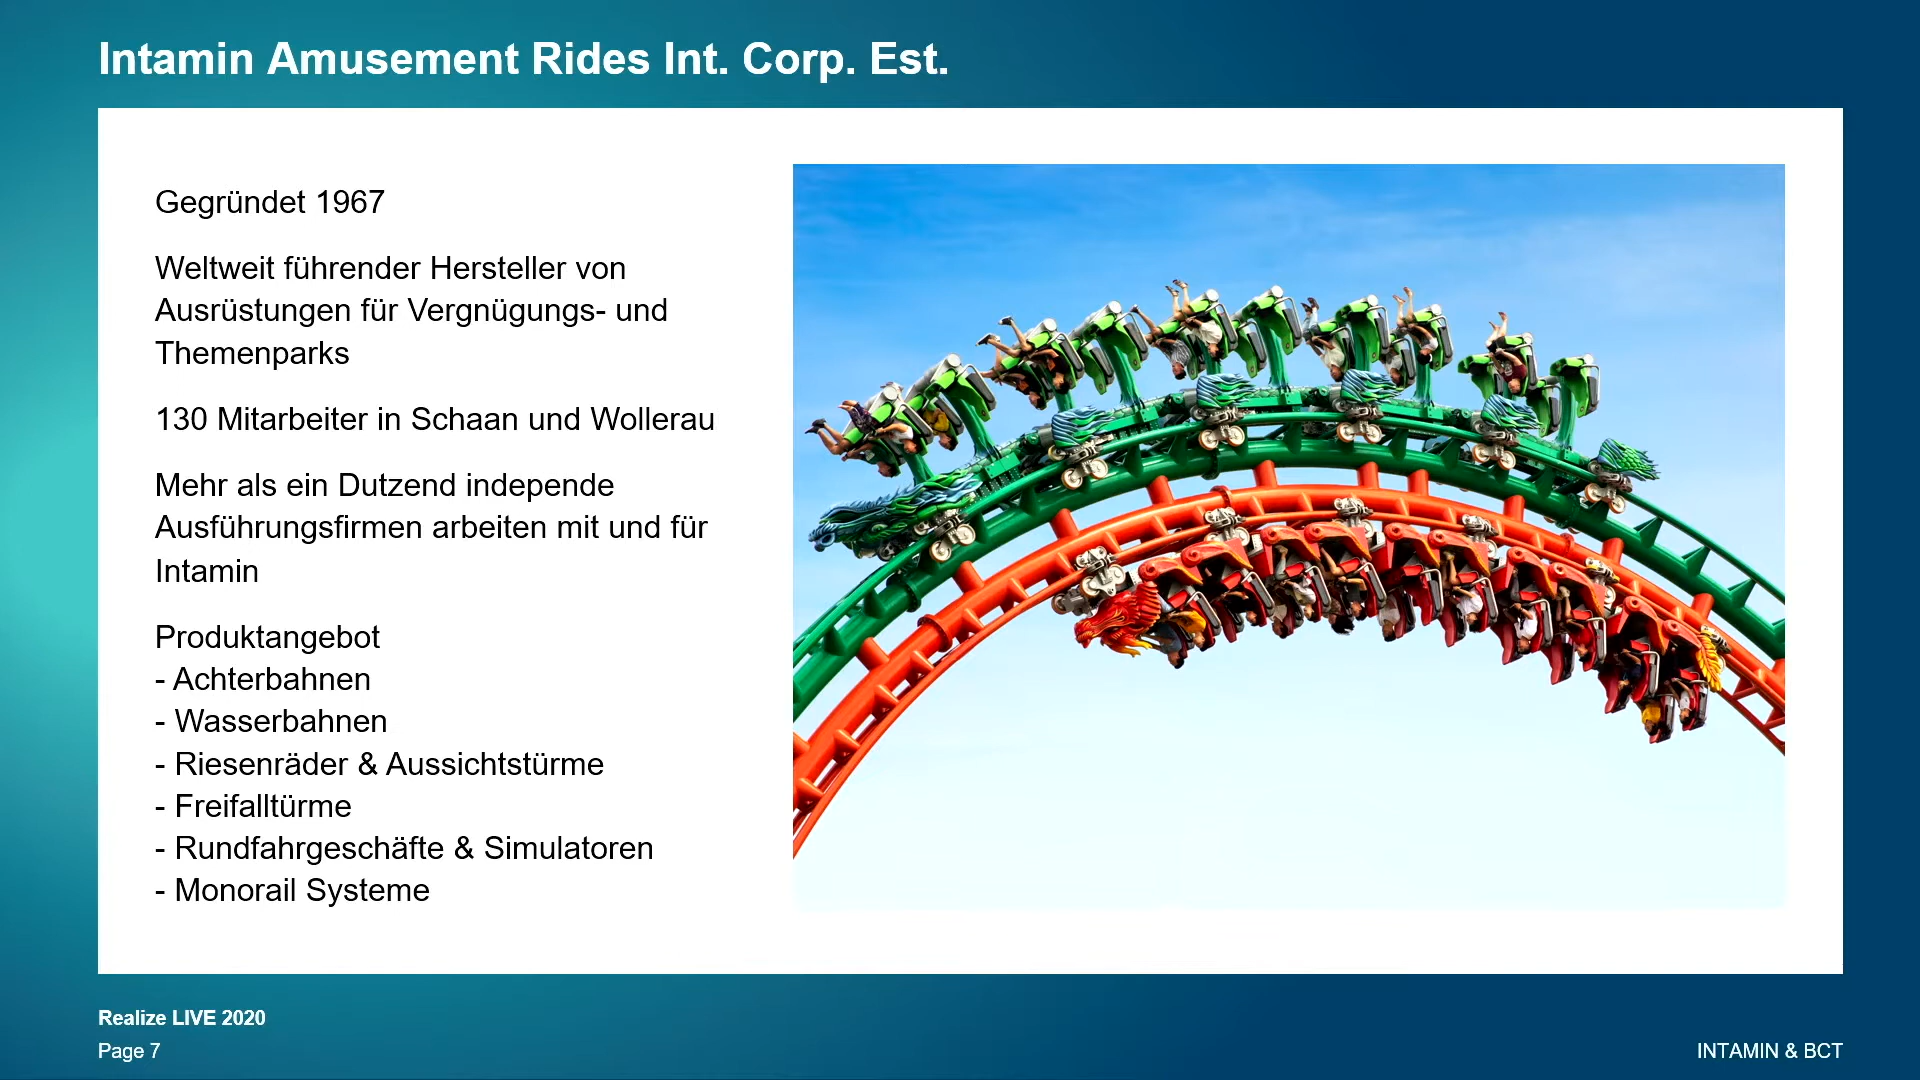 Intamin Amusement Rides Int. Corp. Est.
Gegründet 1967
Weltweit führender Hersteller von
Ausrüstungen für Vergnügungs- und
Themenparks
130 Mitarbeiter in Schaan und Wollerau
Mehr als ein Dutzend independe
Ausführungsfirmen arbeiten mit und für
Intamin
Produktangebot
- Achterbahnen
- Wasserbahnen
- Riesenräder & Aussichtstürme
- Freifalltürme
- Rundfahrgeschäfte & Simulatoren
- Monorail Systeme
Realize LIVE 2020
Page 7
INTAMIN & BCT